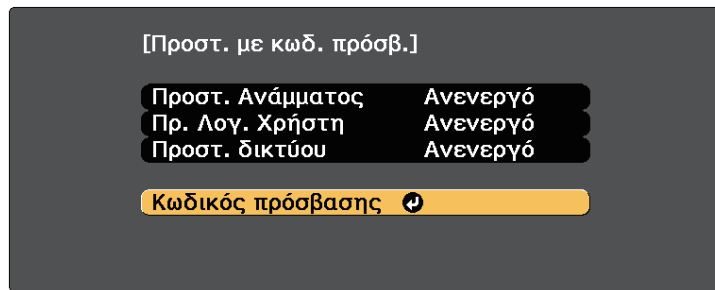 [Προστ. με κωδ. πρόσβ.]
Προστ. Ανάμματος Ανενεργό
Πρ. Λογ. Χρήστη Ανενεργό
Προστ. δικτύου Ανενεργό
Κωδικός πρόσβασης